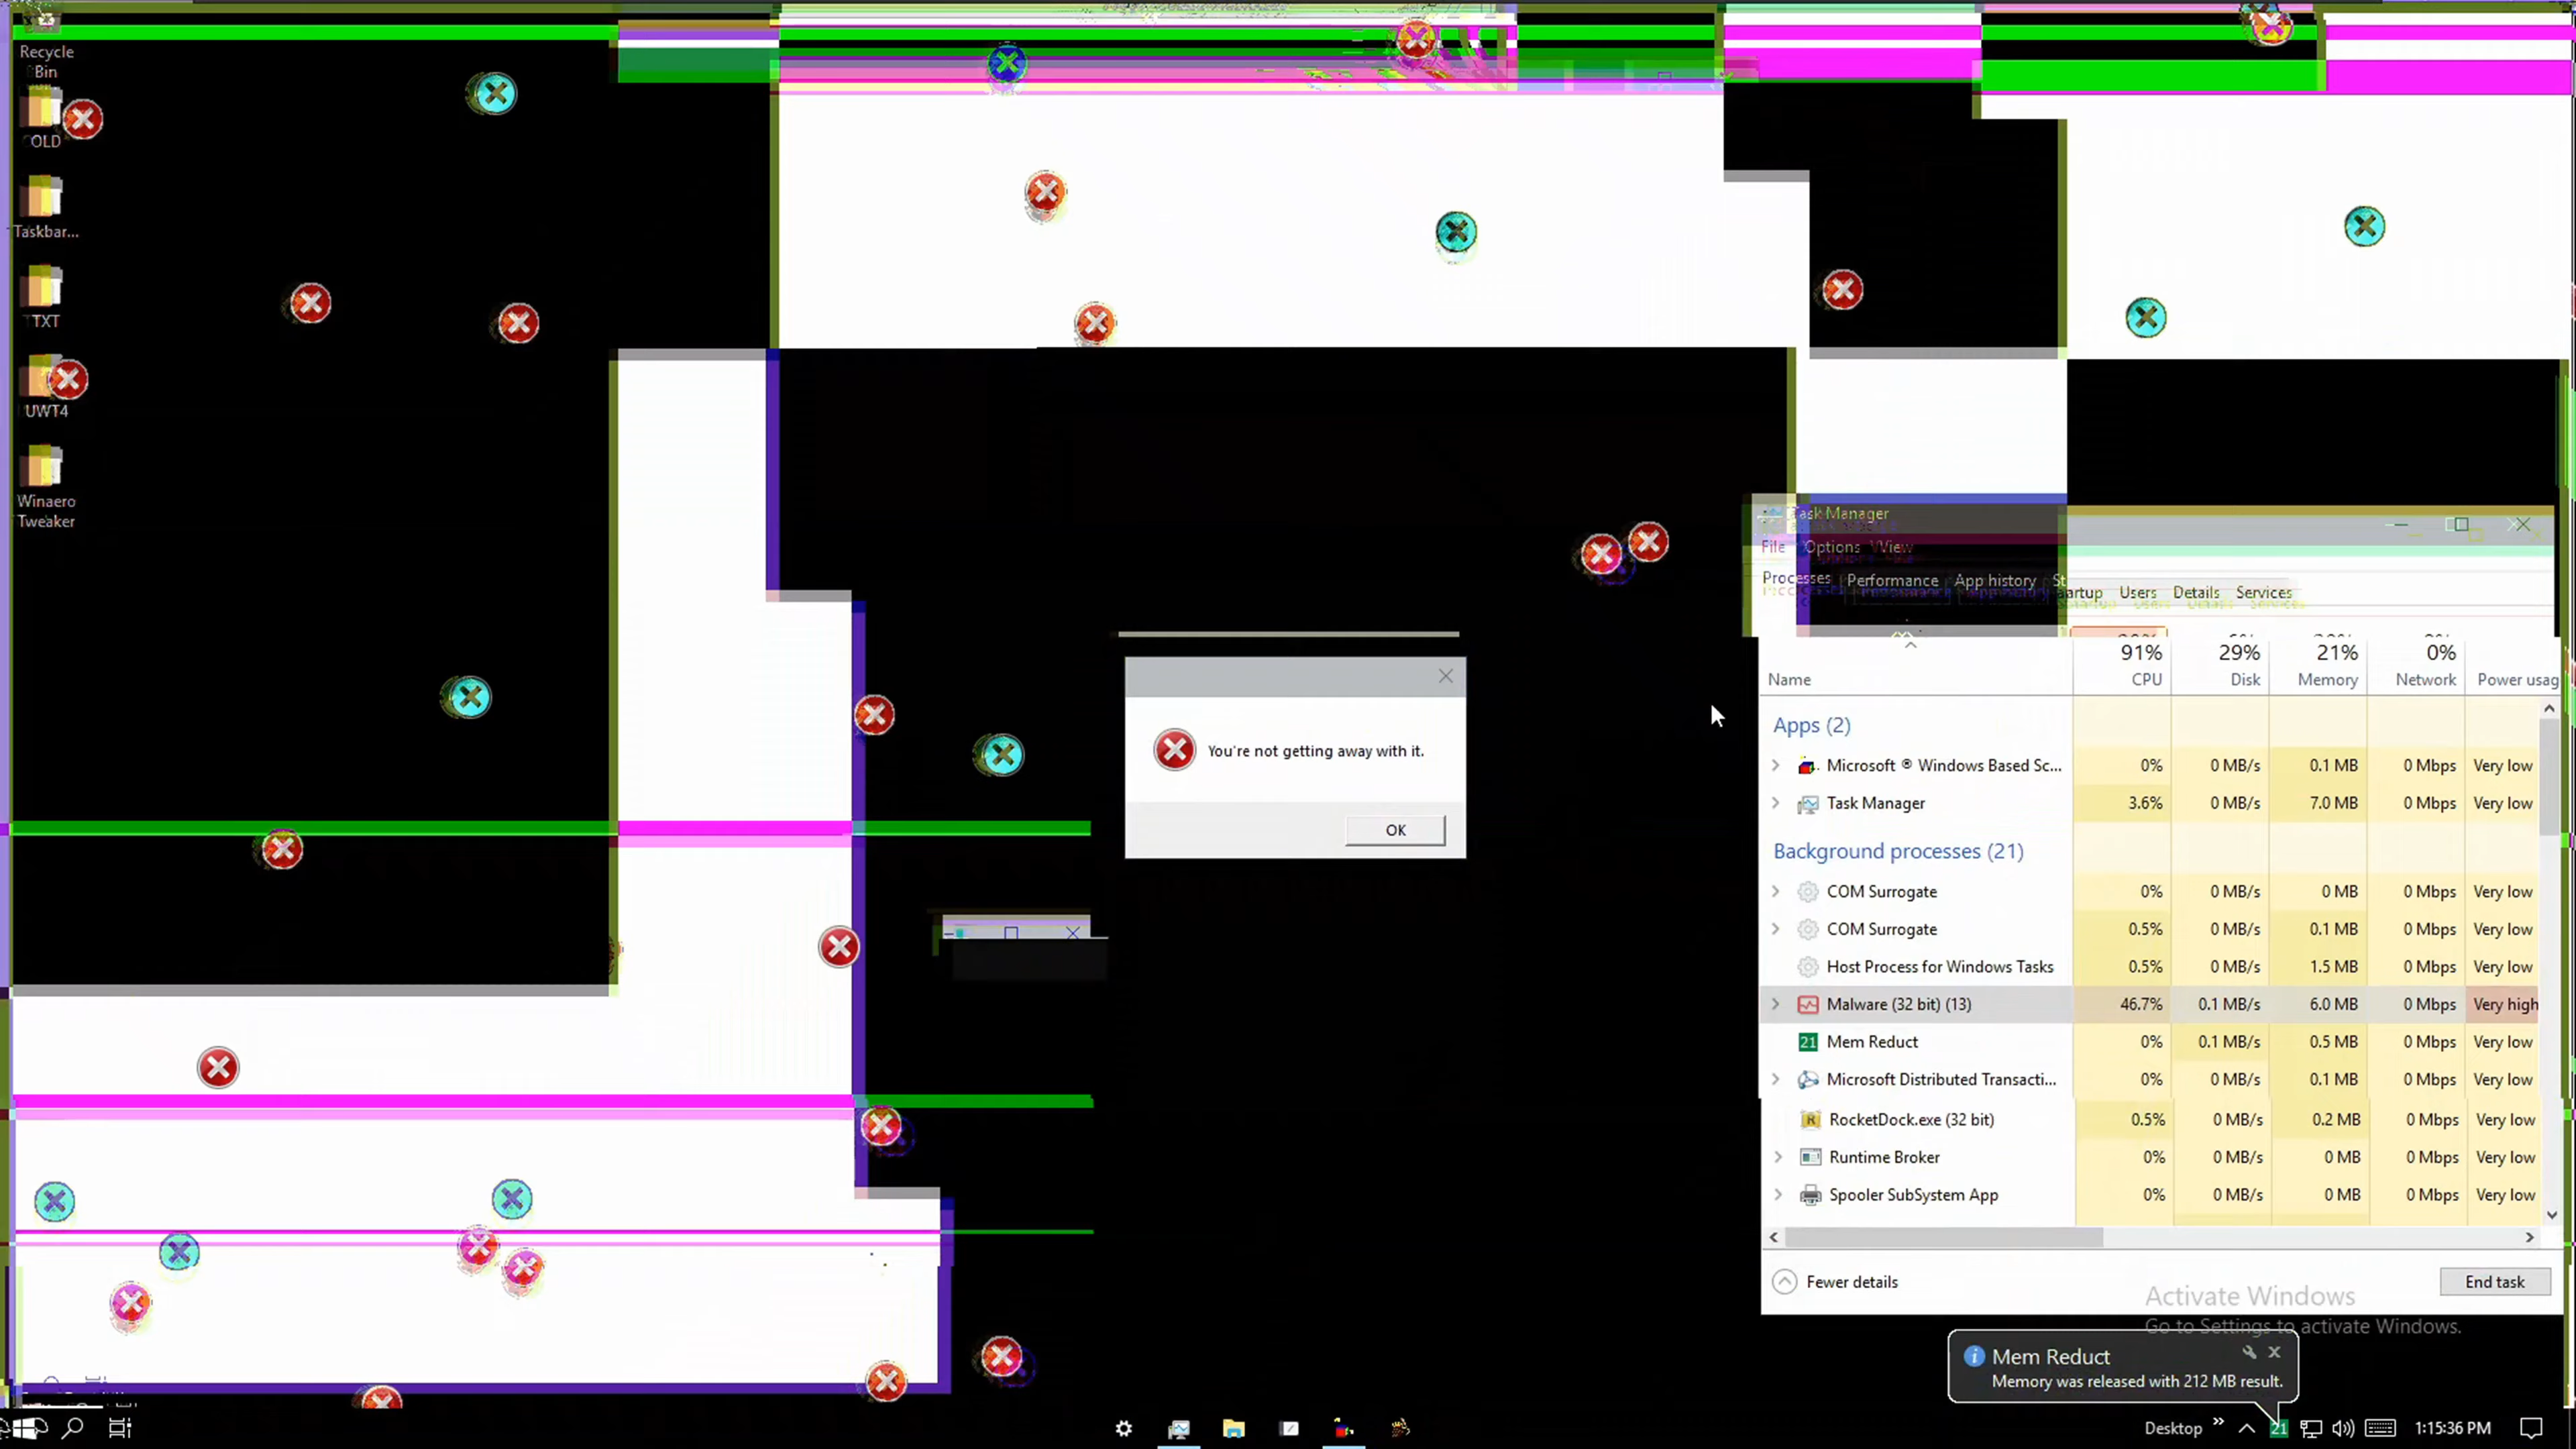 Recycle
Bin
OLD
Taskbar...
TXT
UWT4
Winaero
Tweaker
You're not getting away with it.
OK
Task Manager
File Options View
Processes Performance App history Startup Users Details Services
91% 29% 21% 0%
Name CPU Disk Memory Network Power usag
Apps (2)
Microsoft ® Windows Based Sc... 0% 0 MB/s 0.1 MB 0 Mbps Very low
Task Manager 3.6% 0 MB/s 7.0 MB 0 Mbps Very low
Background processes (21)
COM Surrogate 0% 0 MB/s 0 MB 0 Mbps Very low
COM Surrogate 0.5% 0 MB/s 0.1 MB 0 Mbps Very low
Host Process for Windows Tasks 0.5% 0 MB/s 1.5 MB 0 Mbps Very low
Malware (32 bit) (13) 46.7% 0.1 MB/s 6.0 MB 0 Mbps Very high
21 Mem Reduct 0% 0.1 MB/s 0.5 MB 0 Mbps Very low
Microsoft Distributed Transacti... 0% 0 MB/s 0.1 MB 0 Mbps Very low
R RocketDock.exe (32 bit) 0.5% 0 MB/s 0.2 MB 0 Mbps Very low
Runtime Broker 0% 0 MB/s 0 MB 0 Mbps Very low
Spooler SubSystem App 0% 0 MB/s 0 MB 0 Mbps Very low
Fewer details End task
Activate Windows
Go to Settings to activate Windows.
Mem Reduct
Memory was released with 212 MB result.
Desktop 21 1:15:36 PM